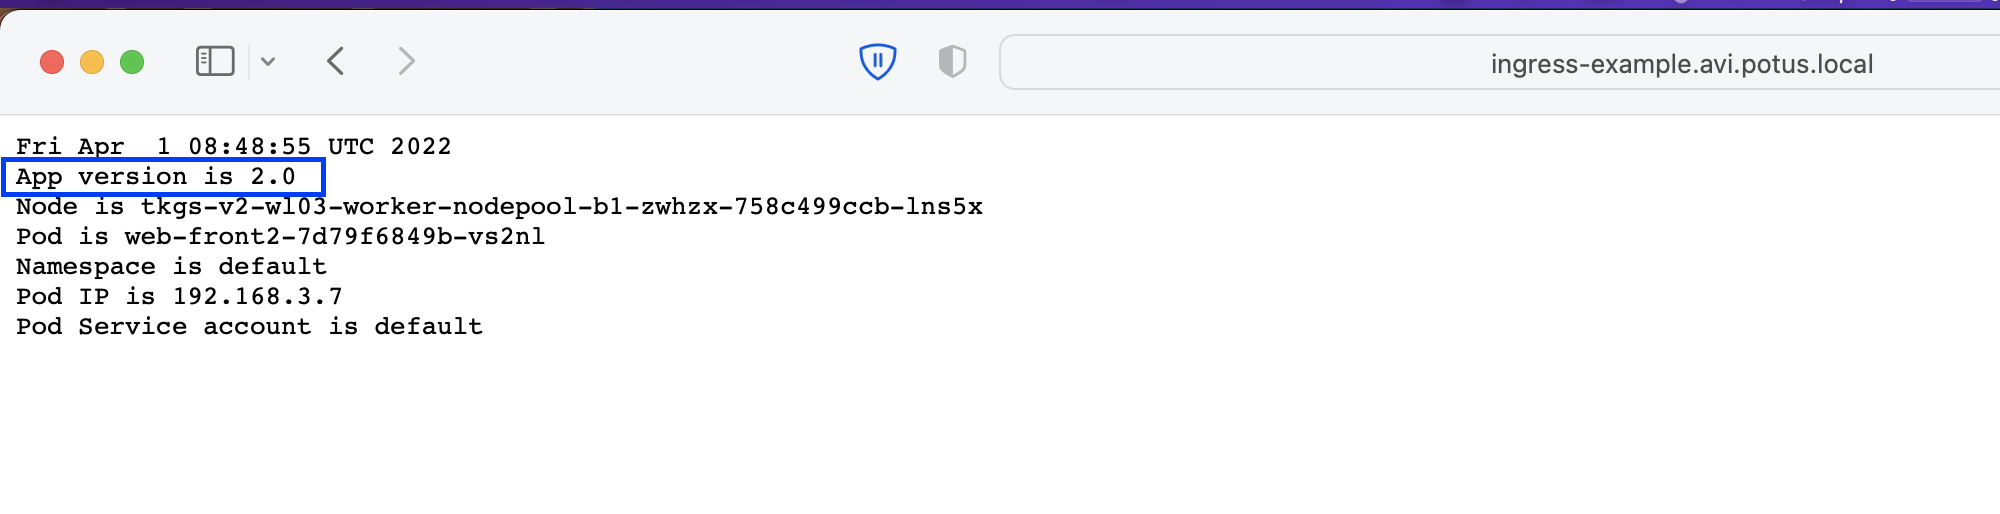 ingress-example.avi.potus.local
Fri Apr  1 08:48:55 UTC 2022
App version is 2.0
Node is tkgs-v2-wl03-worker-nodepool-b1-zwhzx-758c499ccb-lns5x
Pod is web-front2-7d79f6849b-vs2nl
Namespace is default
Pod IP is 192.168.3.7
Pod Service account is default